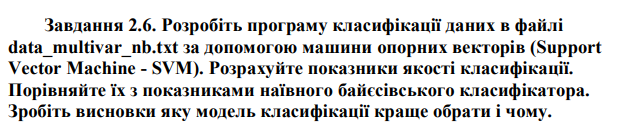 Завдання 2.6. Розробіть програму класифікації даних в файлі
data_multivar_nb.txt за допомогою машини опорних векторів (Support
Vector Machine - SVM). Розрахуйте показники якості класифікації.
Порівняйте їх з показниками наївного байєсівського класифікатора.
Зробіть висновки яку модель класифікації краще обрати і чому.